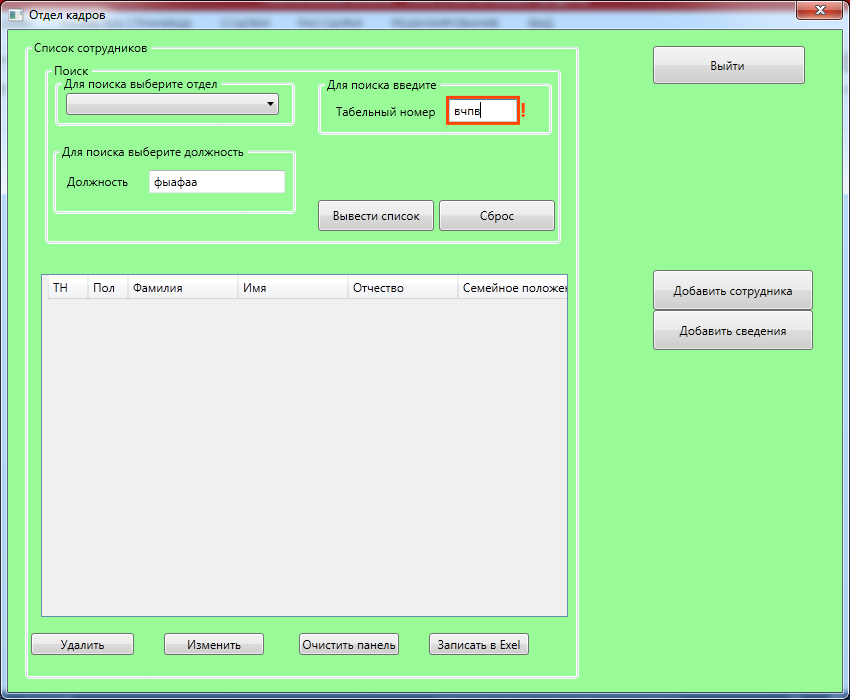 Отдел кадров
Список сотрудников
Поиск
Для поиска выберите отдел
Для поиска введите
Табельный номер вчпв !
Для поиска выберите должность
Должность фыафаа
Вывести список Сброс
Выйти
Добавить сотрудника
Добавить сведения
ТН Пол Фамилия Имя Отчество Семейное положен
Удалить Изменить Очистить панель Записать в Exel